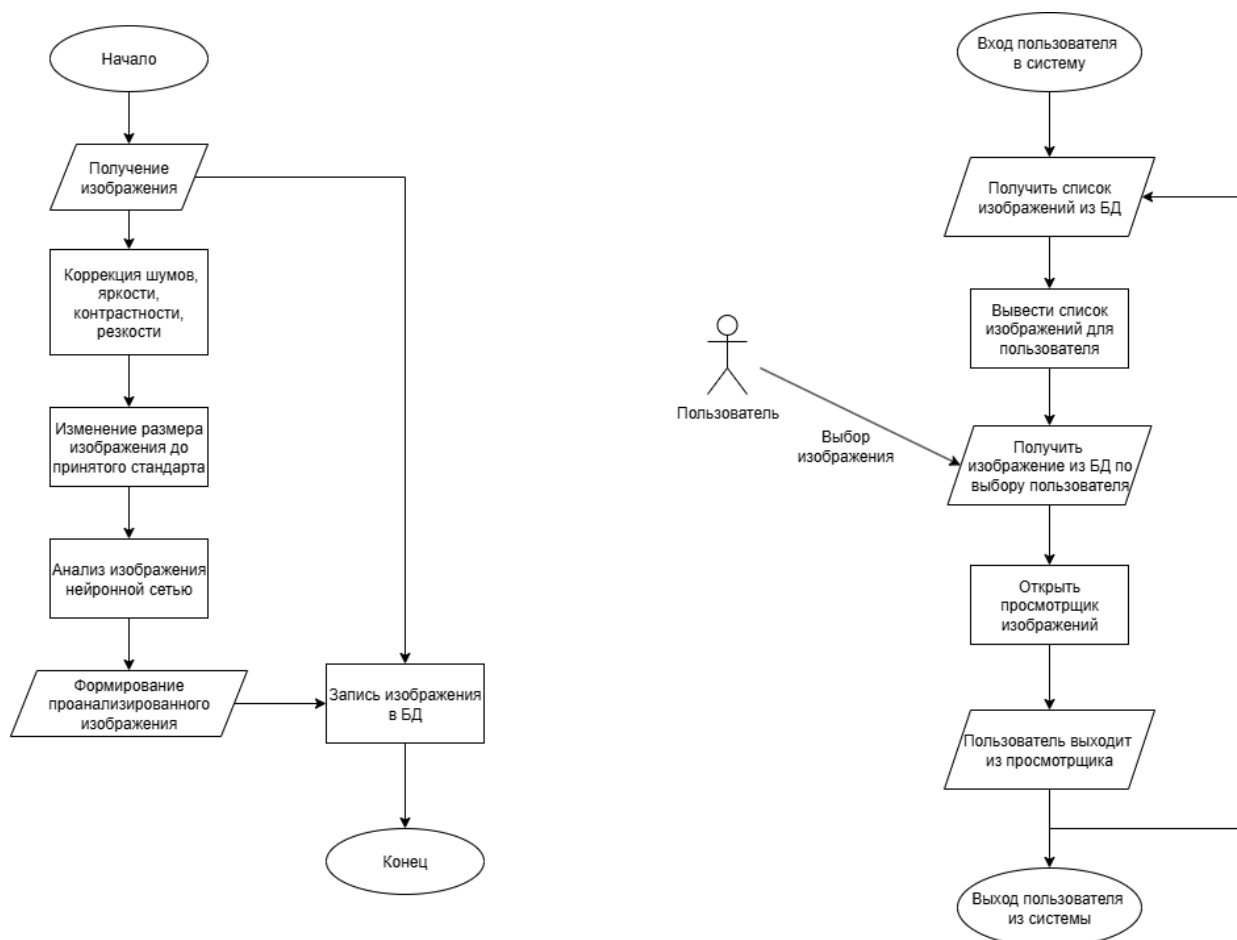 Начало
Получение
изображения
Коррекция шумов,
яркости,
контрастности,
резкости
Изменение размера
изображения до
принятого стандарта
Анализ изображения
нейронной сетью
Формирование
проанализированного
изображения
Запись изображения
в БД
Конец
Вход пользователя
в систему
Получить список
изображений из БД
Вывести список
изображений для
пользователя
Пользователь
Выбор
изображения
Получить
изображение из БД по
выбору пользователя
Открыть
просмотрщик
изображений
Пользователь выходит
из просмотрщика
Выход пользователя
из системы